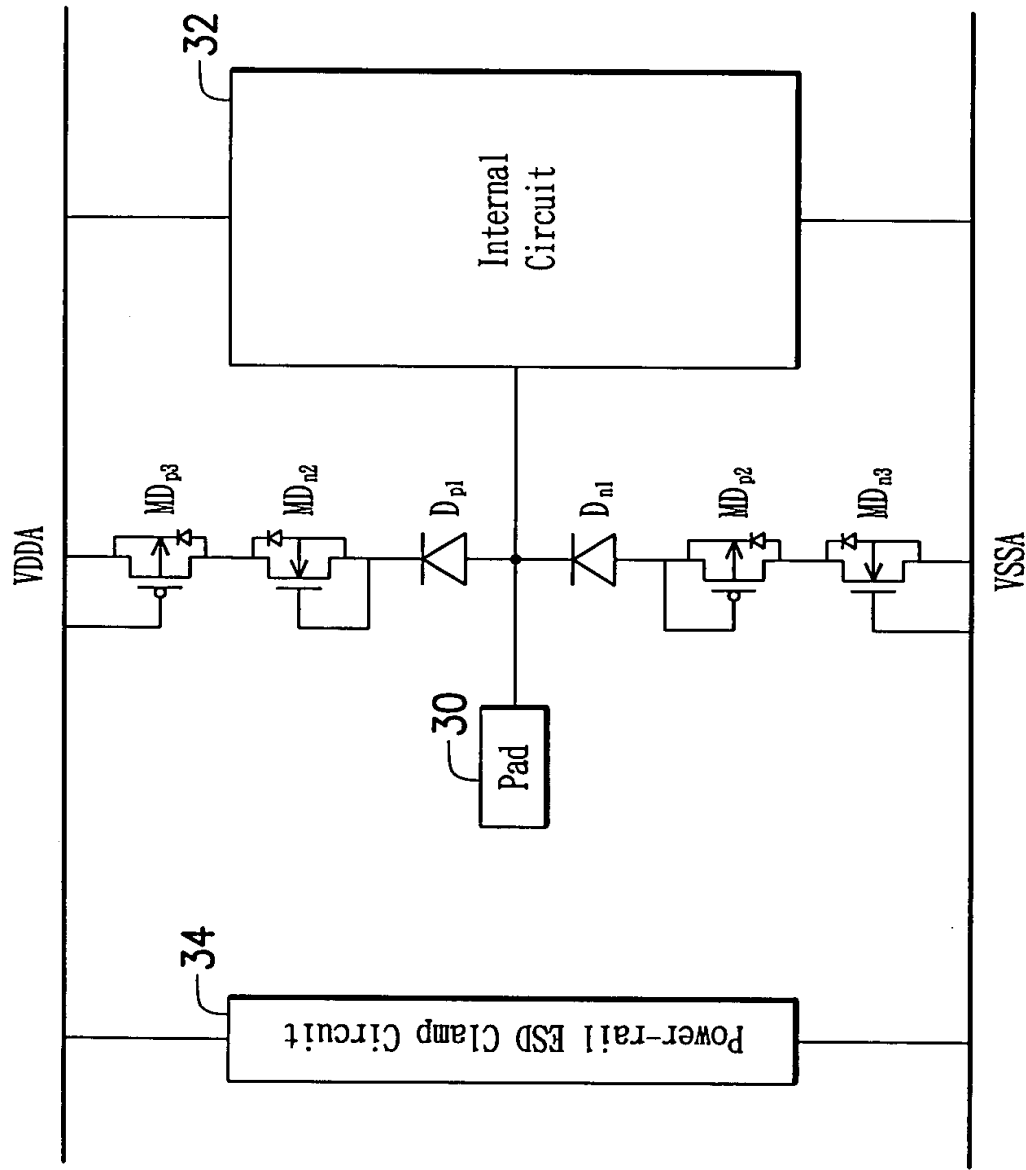 VDDA
32
Internal
Circuit
MDp3
MDn2
Dp1
Dn1
MDp2
MDn3
30
Pad
34
Power-rail ESD Clamp Circuit
VSSA